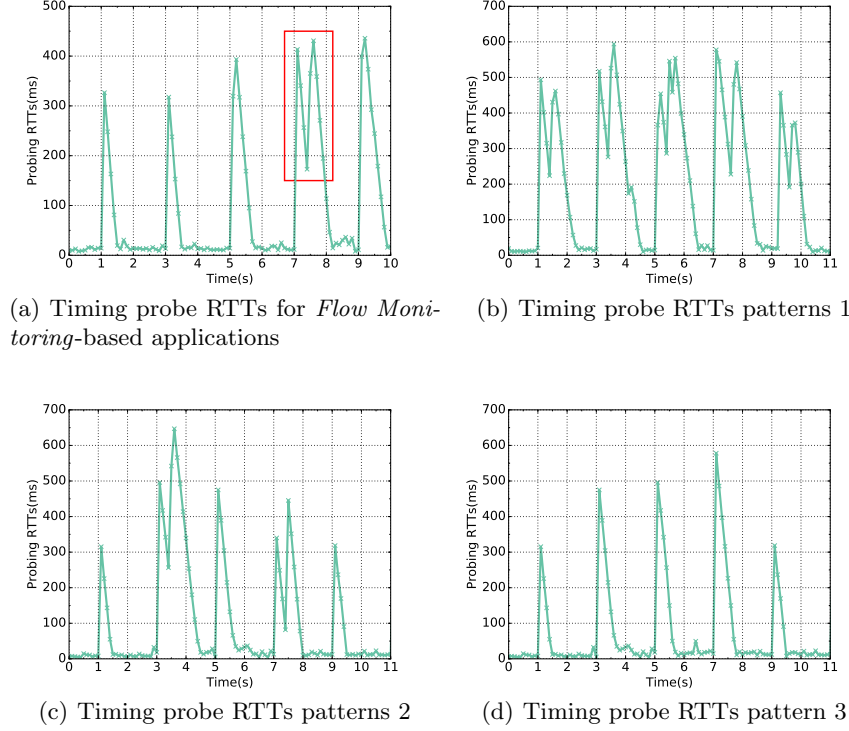 500
400
300
200
100
0
Probing RTTs(ms)
0 1 2 3 4 5 6 7 8 9 10
Time(s)
(a) Timing probe RTTs for Flow Moni-
toring-based applications
700
600
500
400
300
200
100
0
Probing RTTs(ms)
0 1 2 3 4 5 6 7 8 9 10 11
Time(s)
(b) Timing probe RTTs patterns 1
700
600
500
400
300
200
100
0
Probing RTTs(ms)
0 1 2 3 4 5 6 7 8 9 10 11
Time(s)
(c) Timing probe RTTs patterns 2
700
600
500
400
300
200
100
0
Probing RTTs(ms)
0 1 2 3 4 5 6 7 8 9 10 11
Time(s)
(d) Timing probe RTTs pattern 3